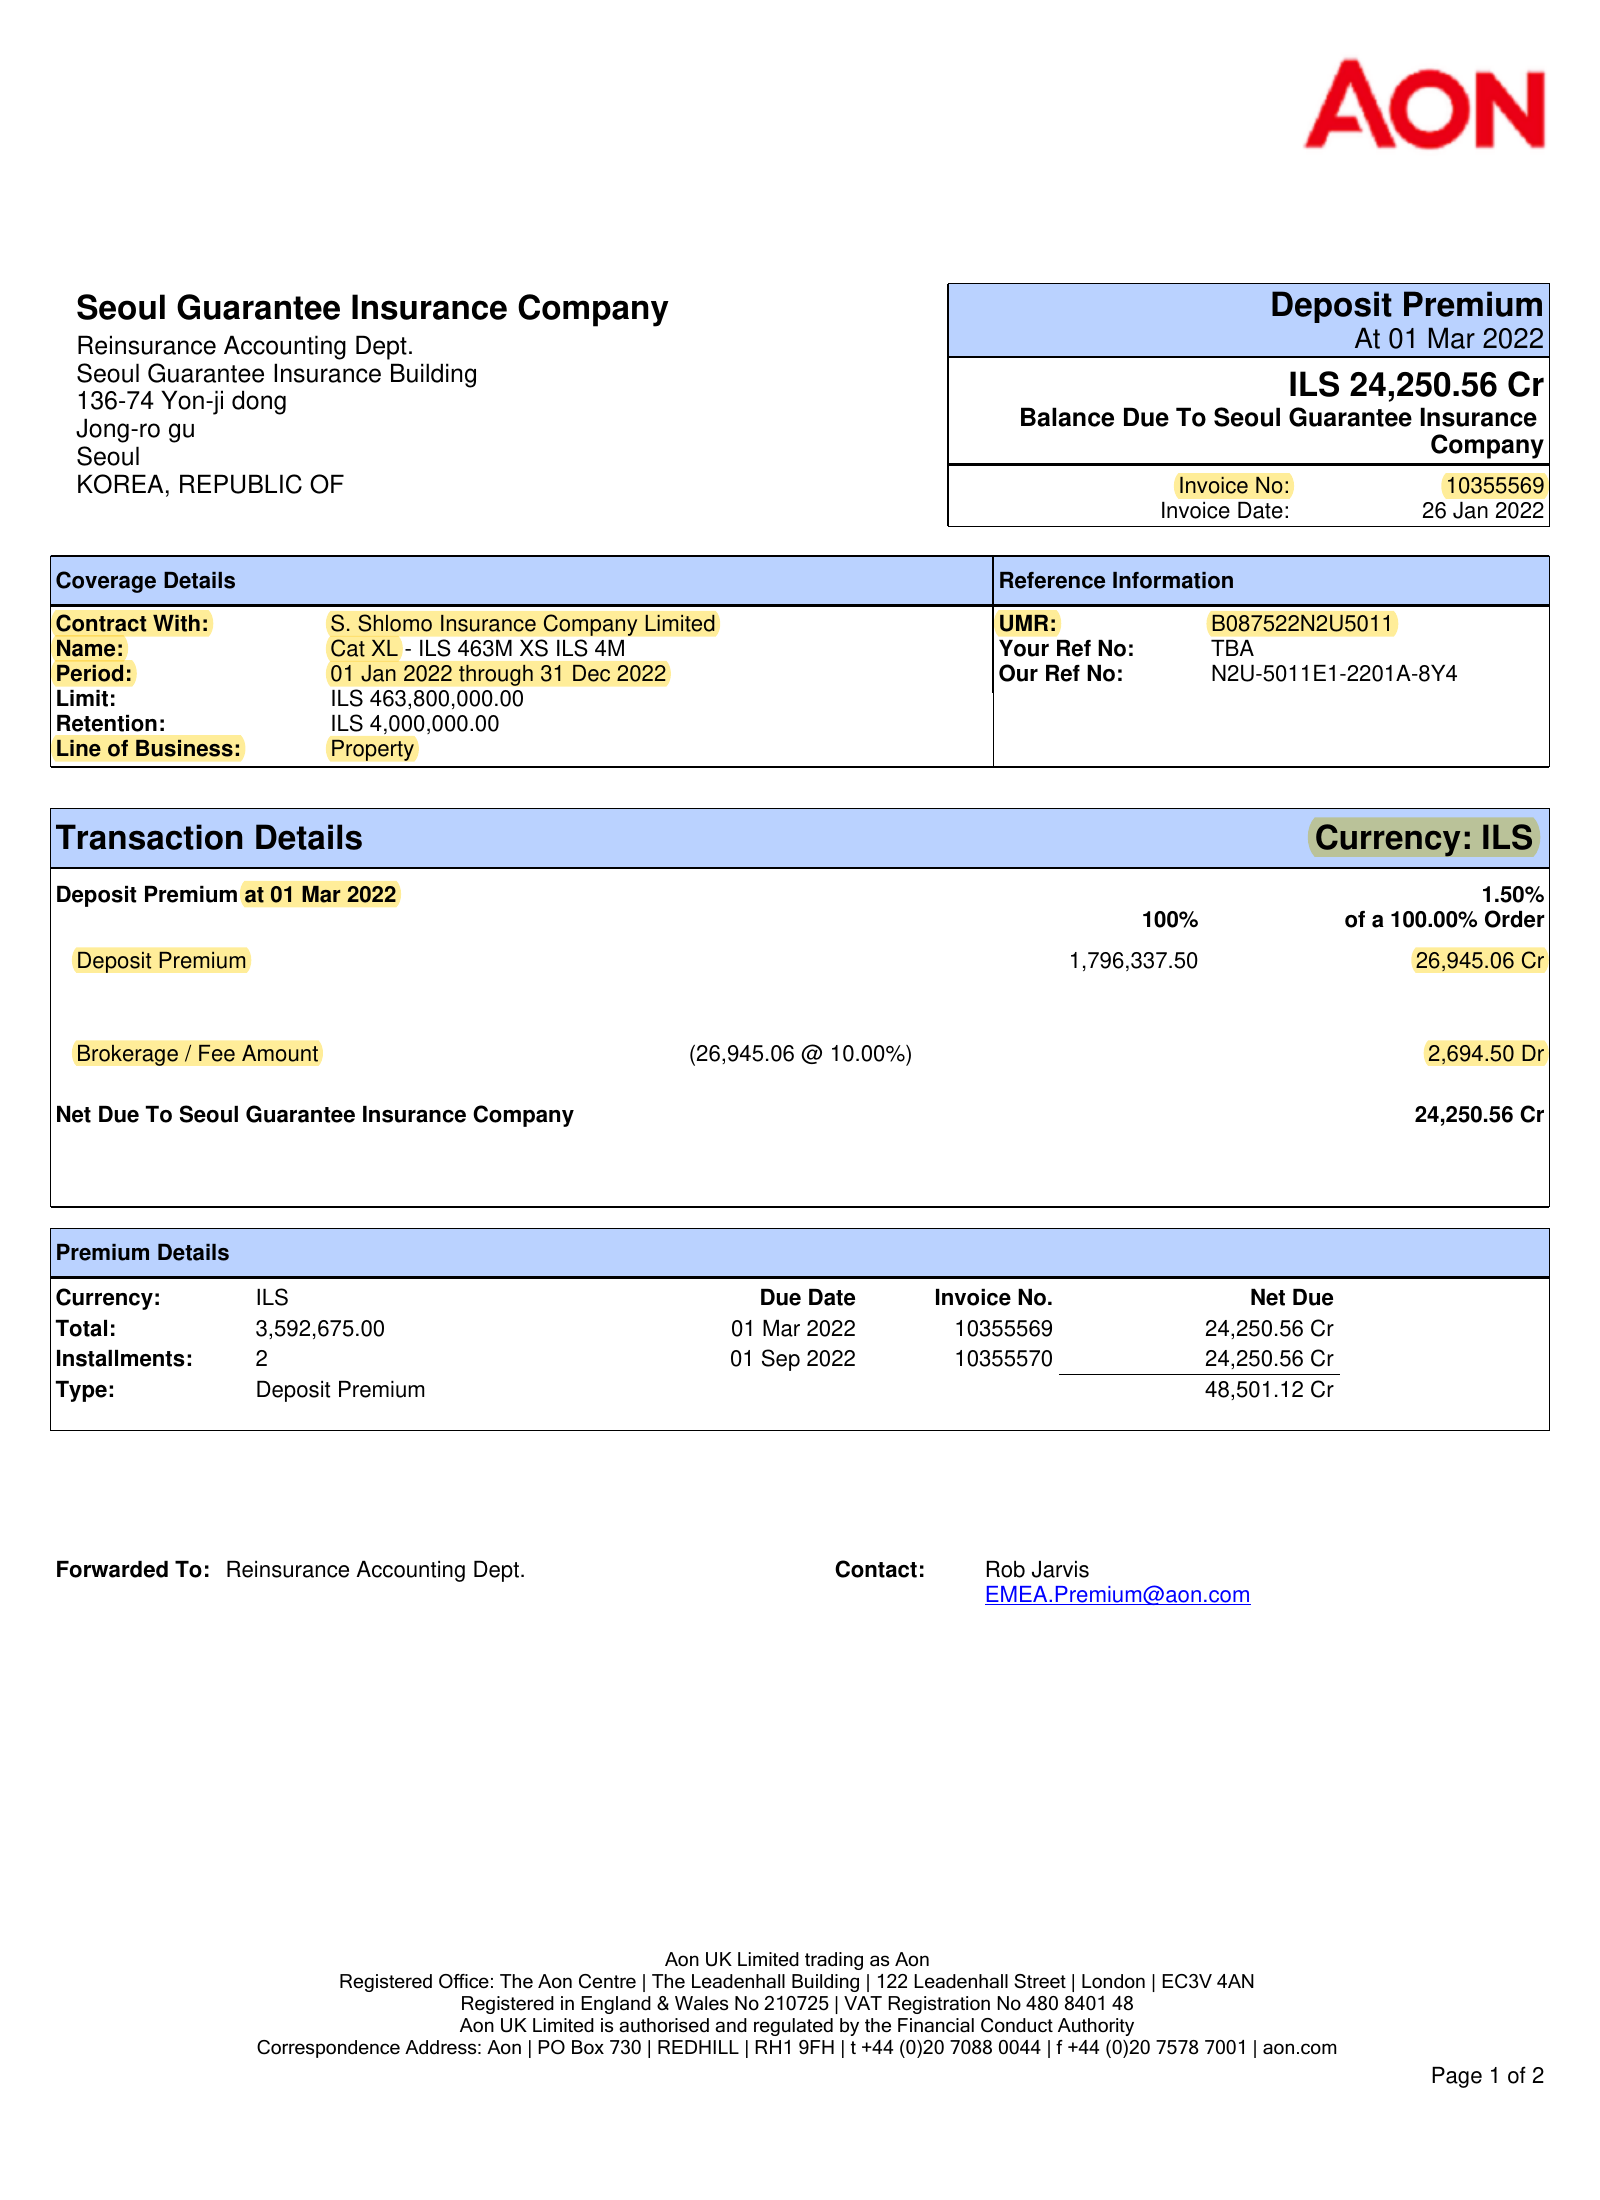 AON
Seoul Guarantee Insurance Company
Reinsurance Accounting Dept.
Seoul Guarantee Insurance Building
136-74 Yon-ji dong
Jong-ro gu
Seoul
KOREA, REPUBLIC OF
Deposit Premium
At 01 Mar 2022
ILS 24,250.56 Cr
Balance Due To Seoul Guarantee Insurance
Company
Invoice No: 10355569
Invoice Date: 26 Jan 2022
Coverage Details
Contract With: S. Shlomo Insurance Company Limited
Name: Cat XL - ILS 463M XS ILS 4M
Period: 01 Jan 2022 through 31 Dec 2022
Limit: ILS 463,800,000.00
Retention: ILS 4,000,000.00
Line of Business: Property
Reference Information
UMR: B087522N2U5011
Your Ref No: TBA
Our Ref No: N2U-5011E1-2201A-8Y4
Transaction Details Currency: ILS
Deposit Premium at 01 Mar 2022 1.50%
100% of a 100.00% Order
Deposit Premium 1,796,337.50 26,945.06 Cr
Brokerage / Fee Amount (26,945.06 @ 10.00%) 2,694.50 Dr
Net Due To Seoul Guarantee Insurance Company 24,250.56 Cr
Premium Details
Currency: ILS Due Date Invoice No. Net Due
Total: 3,592,675.00 01 Mar 2022 10355569 24,250.56 Cr
Installments: 2 01 Sep 2022 10355570 24,250.56 Cr
Type: Deposit Premium 48,501.12 Cr
Forwarded To: Reinsurance Accounting Dept. Contact: Rob Jarvis
EMEA.Premium@aon.com
Aon UK Limited trading as Aon
Registered Office: The Aon Centre | The Leadenhall Building | 122 Leadenhall Street | London | EC3V 4AN
Registered in England & Wales No 210725 | VAT Registration No 480 8401 48
Aon UK Limited is authorised and regulated by the Financial Conduct Authority
Correspondence Address: Aon | PO Box 730 | REDHILL | RH1 9FH | t +44 (0)20 7088 0044 | f +44 (0)20 7578 7001 | aon.com
Page 1 of 2